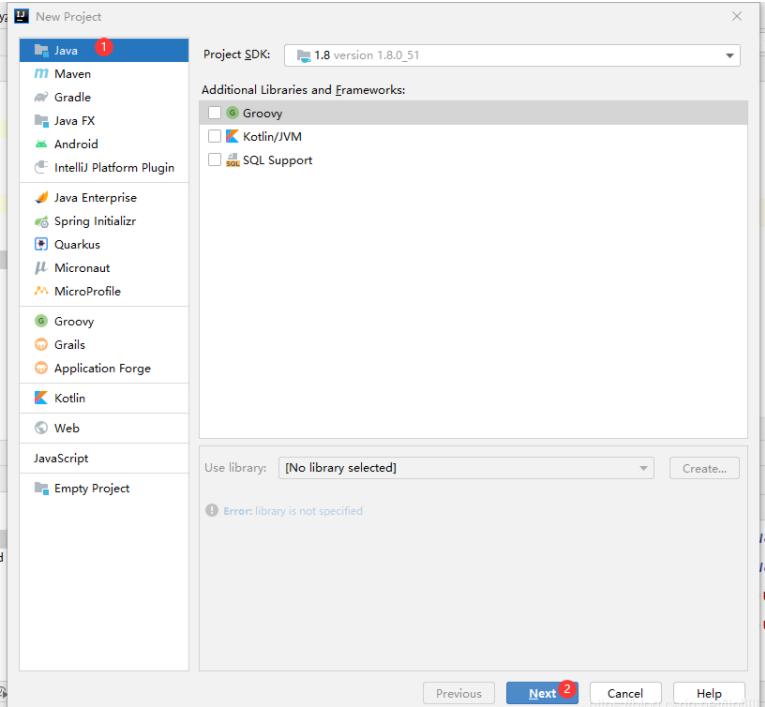 New Project
Java 1
Maven
Gradle
Java FX
Android
IntelliJ Platform Plugin
Java Enterprise
Spring Initializr
Quarkus
Micronaut
MicroProfile
Groovy
Grails
Application Forge
Kotlin
Web
JavaScript
Empty Project
Project SDK: 1.8 version 1.8.0_51
Additional Libraries and Frameworks:
Groovy
Kotlin/JVM
SQL Support
Use library: [No library selected] Create...
Error: library is not specified
Previous Next 2 Cancel Help